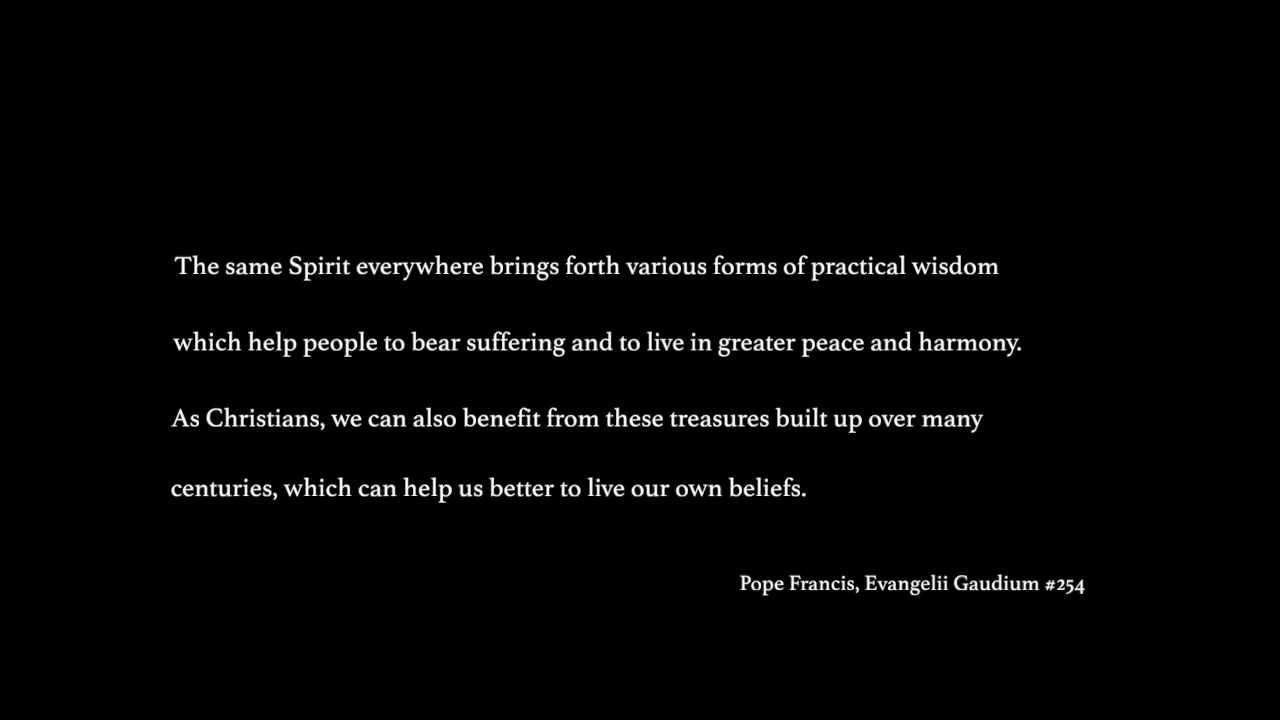 The same Spirit everywhere brings forth various forms of practical wisdom
which help people to bear suffering and to live in greater peace and harmony.
As Christians, we can also benefit from these treasures built up over many
centuries, which can help us better to live our own beliefs.
Pope Francis, Evangelii Gaudium #254